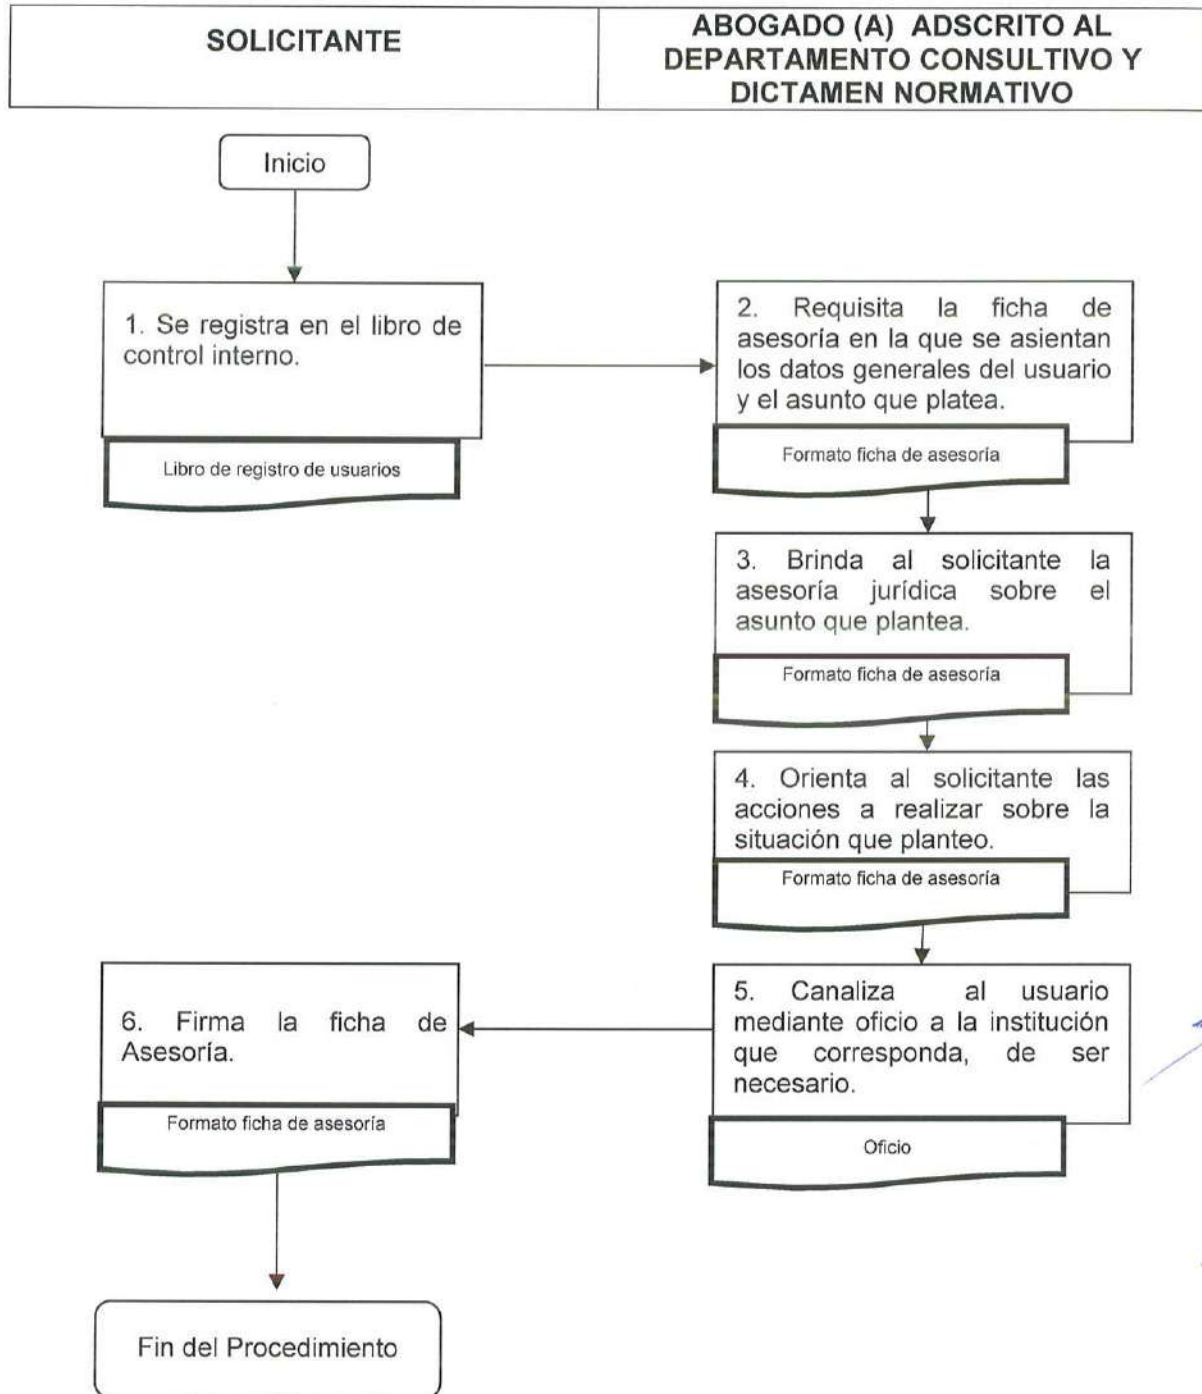 SOLICITANTE
ABOGADO (A) ADSCRITO AL
DEPARTAMENTO CONSULTIVO Y
DICTAMEN NORMATIVO
Inicio
1. Se registra en el libro de
control interno.
Libro de registro de usuarios
2. Requisita la ficha de
asesoría en la que se asientan
los datos generales del usuario
y el asunto que platea.
Formato ficha de asesoría
3. Brinda al solicitante la
asesoría jurídica sobre el
asunto que plantea.
Formato ficha de asesoría
4. Orienta al solicitante las
acciones a realizar sobre la
situación que planteo.
Formato ficha de asesoría
5. Canaliza al usuario
mediante oficio a la institución
que corresponda, de ser
necesario.
Oficio
6. Firma la ficha de
Asesoría.
Formato ficha de asesoría
Fin del Procedimiento